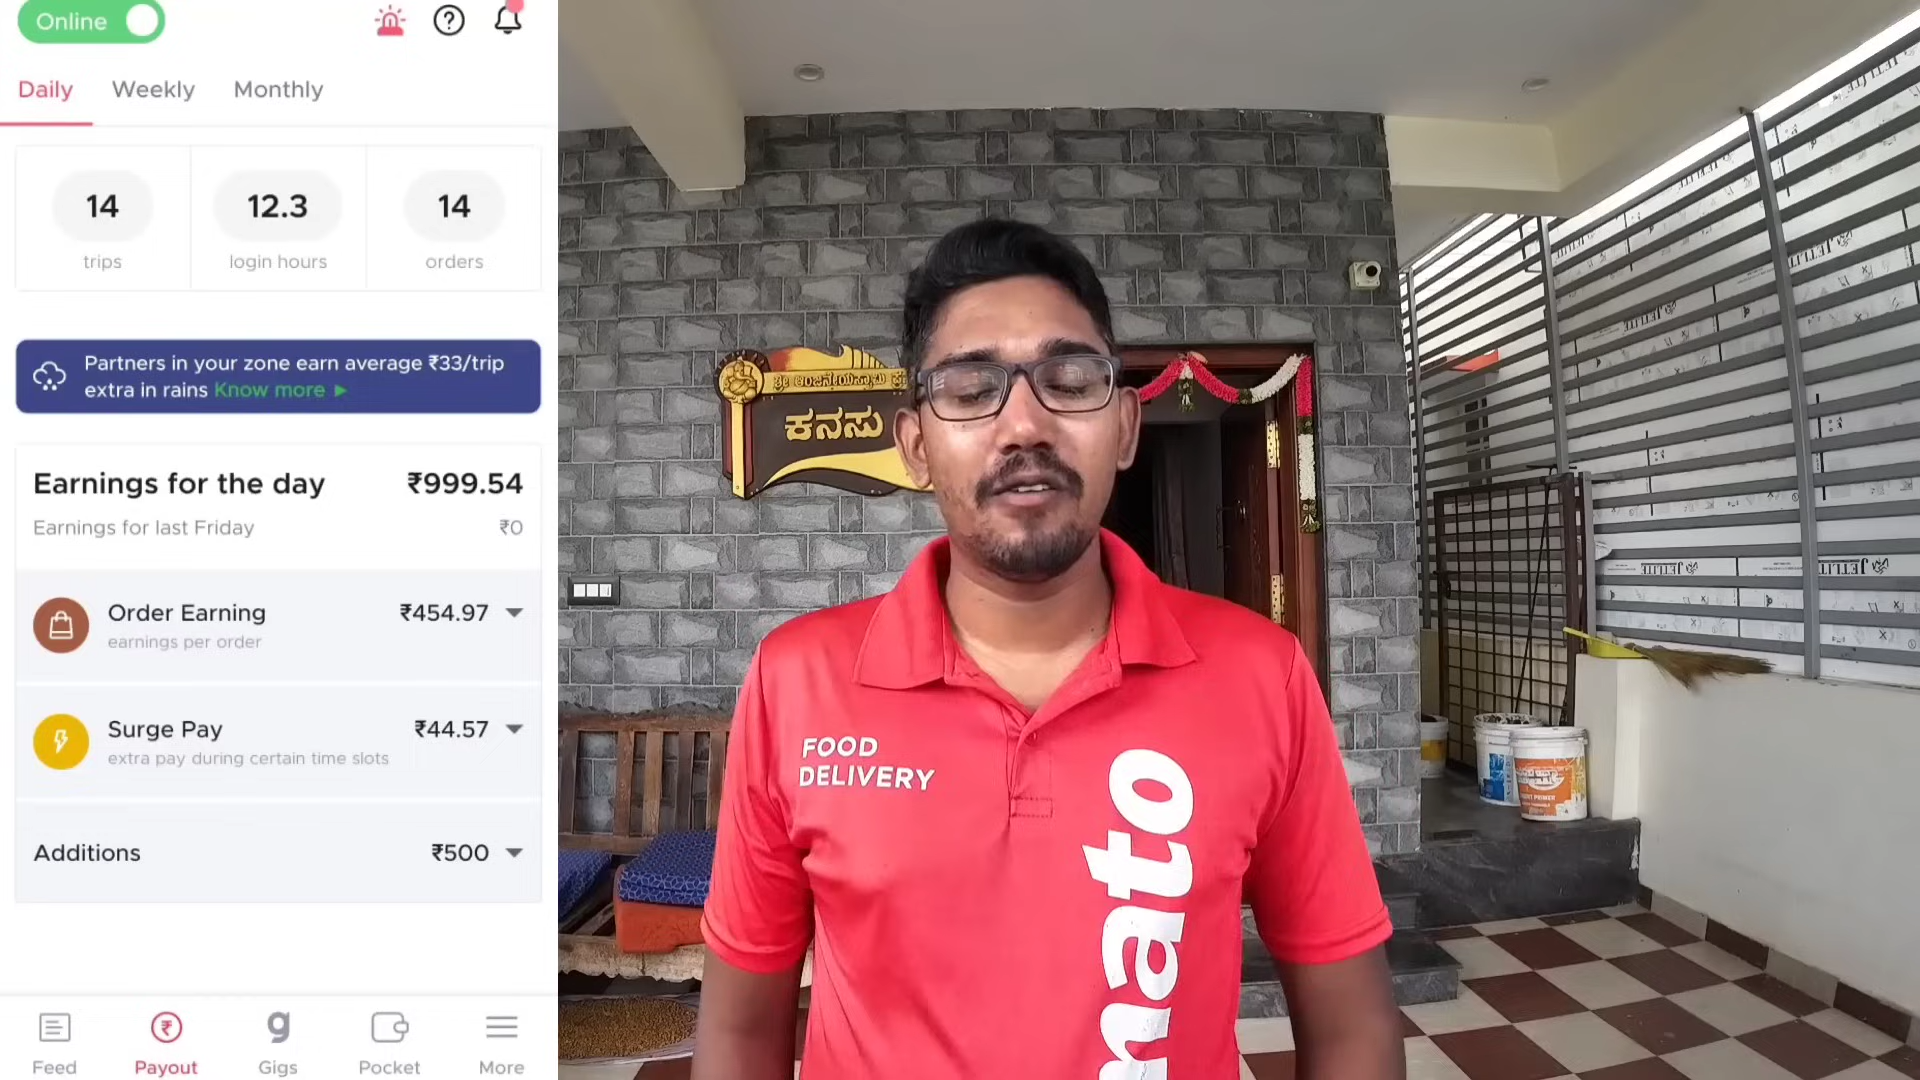 Online
Daily Weekly Monthly
14 12.3 14
trips login hours orders
Partners in your zone earn average ₹33/trip
extra in rains Know more ▶
Earnings for the day ₹999.54
Earnings for last Friday ₹0
Order Earning ₹454.97
earnings per order
Surge Pay ₹44.57
extra pay during certain time slots
Additions ₹500
Feed Payout Gigs Pocket More
ಶ್ರೀ ಆಂಜನೇಯಸ್ವಾಮಿ
ಕನಸು
FOOD
DELIVERY
mato